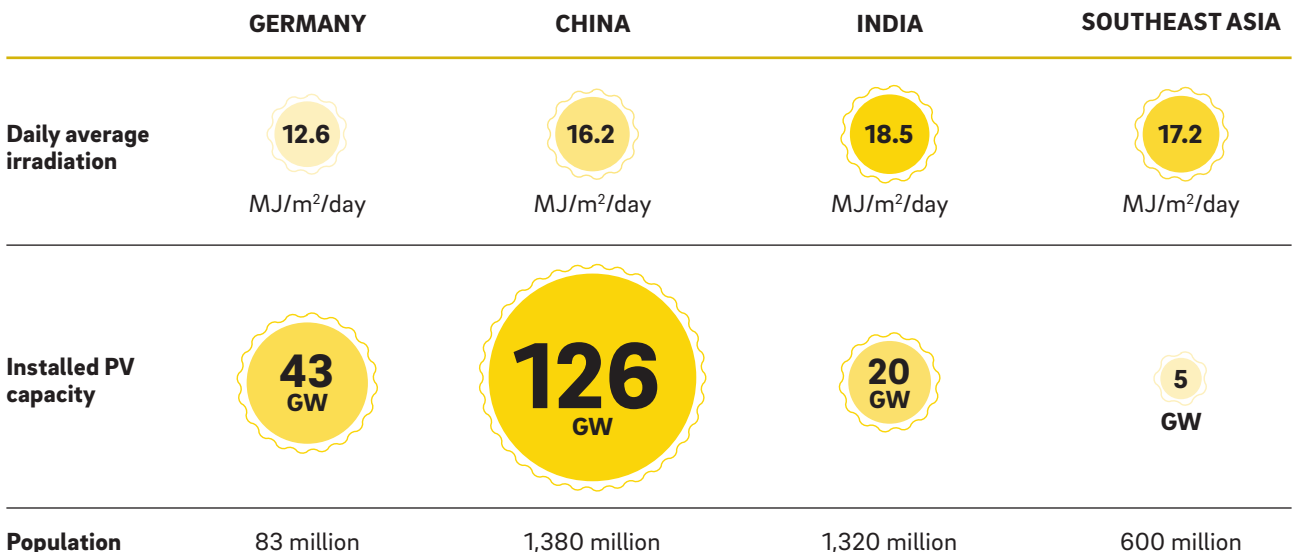 GERMANY CHINA INDIA SOUTHEAST ASIA
Daily average
irradiation
12.6 16.2 18.5 17.2
MJ/m²/day MJ/m²/day MJ/m²/day MJ/m²/day
Installed PV
capacity
43
GW
126
GW
20
GW
5
GW
Population 83 million 1,380 million 1,320 million 600 million